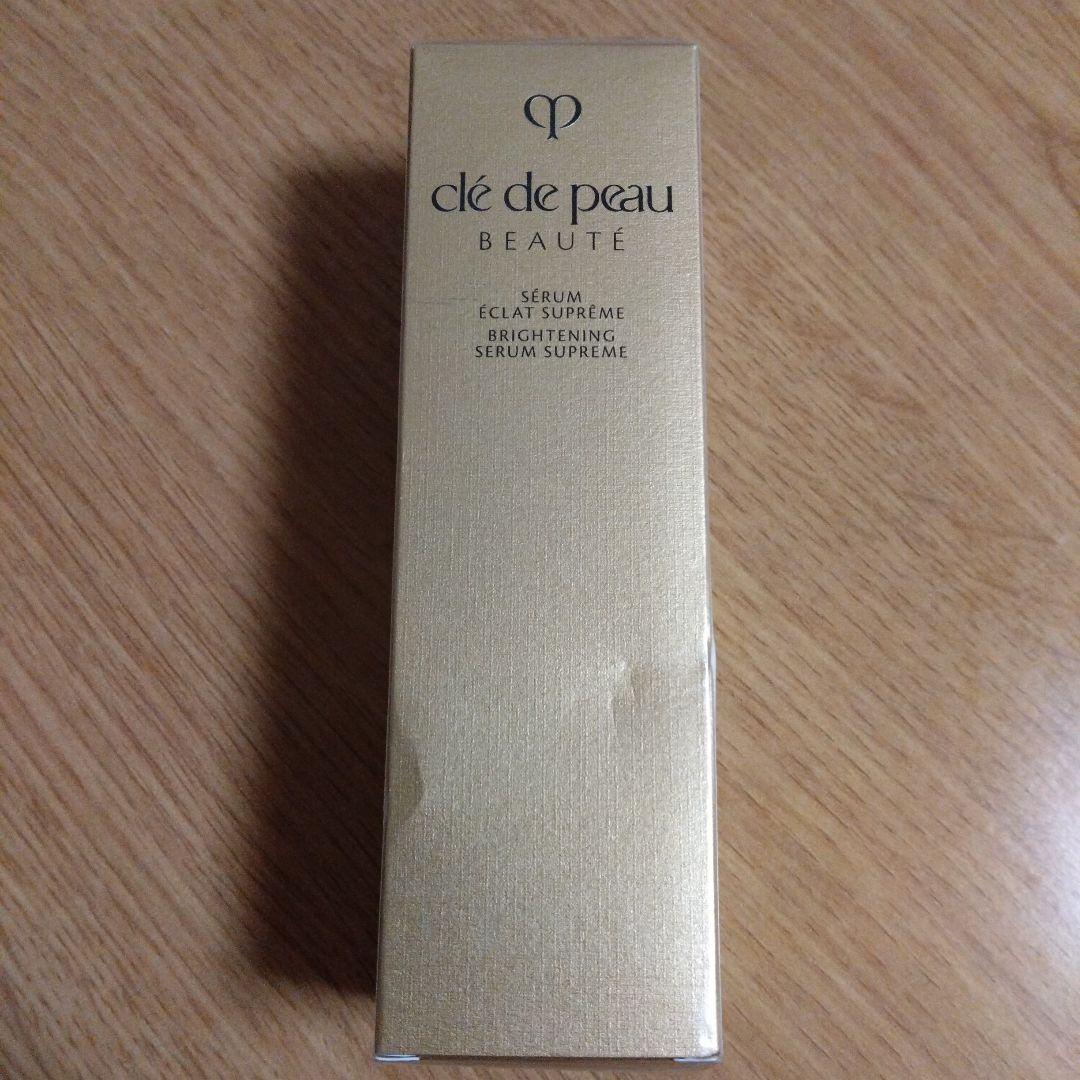 clé de peau
BEAUTÉ
SÉRUM
ÉCLAT SUPRÊME
BRIGHTENING
SERUM SUPREME